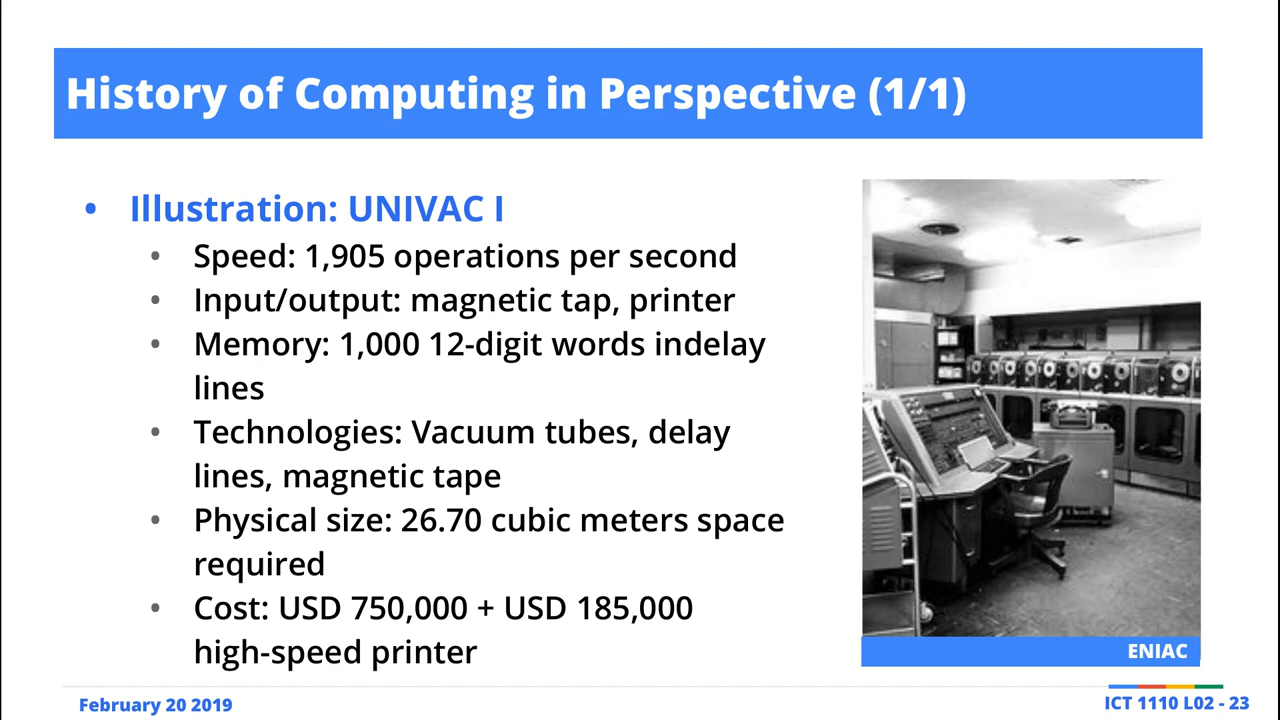 History of Computing in Perspective (1/1)
• Illustration: UNIVAC I
• Speed: 1,905 operations per second
• Input/output: magnetic tap, printer
• Memory: 1,000 12-digit words indelay
lines
• Technologies: Vacuum tubes, delay
lines, magnetic tape
• Physical size: 26.70 cubic meters space
required
• Cost: USD 750,000 + USD 185,000
high-speed printer
ENIAC
February 20 2019
ICT 1110 L02 - 23